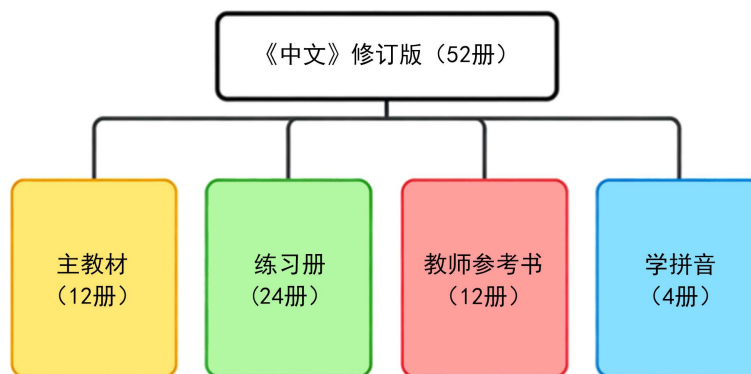 《中文》修订版（52册）
主教材
（12册）
练习册
（24册）
教师参考书
（12册）
学拼音
（4册）